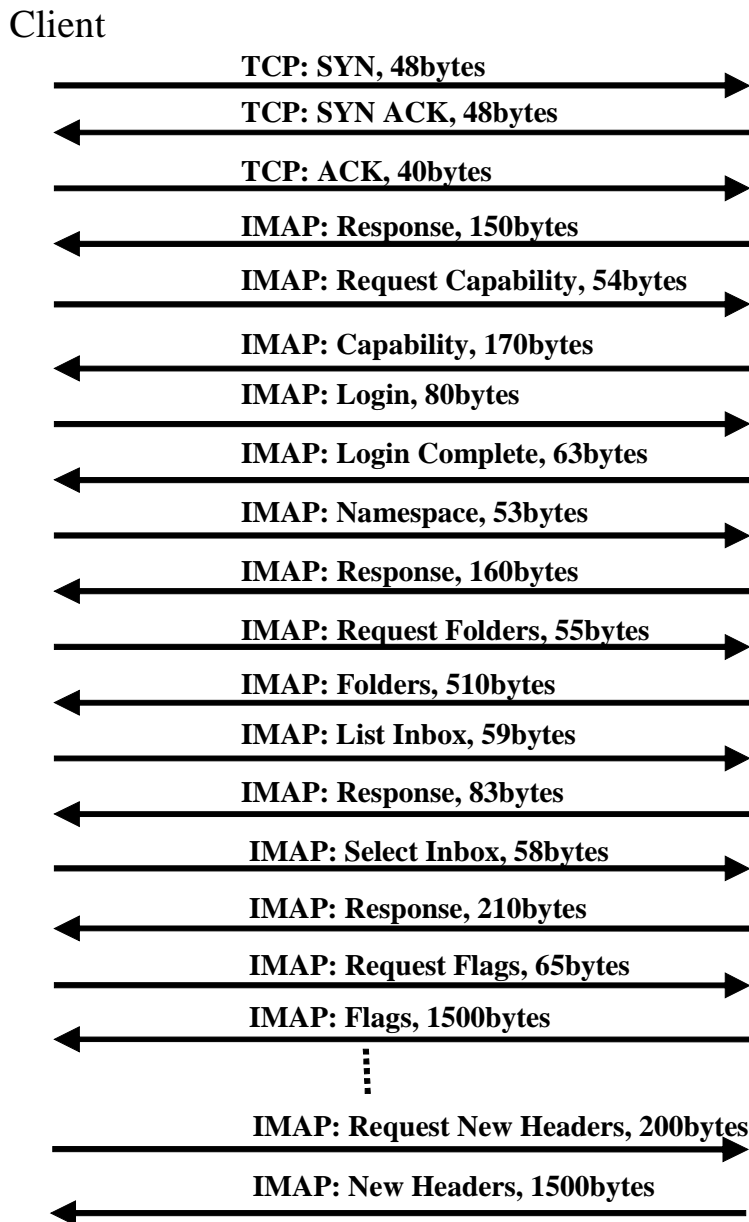 Client
TCP: SYN, 48bytes
TCP: SYN ACK, 48bytes
TCP: ACK, 40bytes
IMAP: Response, 150bytes
IMAP: Request Capability, 54bytes
IMAP: Capability, 170bytes
IMAP: Login, 80bytes
IMAP: Login Complete, 63bytes
IMAP: Namespace, 53bytes
IMAP: Response, 160bytes
IMAP: Request Folders, 55bytes
IMAP: Folders, 510bytes
IMAP: List Inbox, 59bytes
IMAP: Response, 83bytes
IMAP: Select Inbox, 58bytes
IMAP: Response, 210bytes
IMAP: Request Flags, 65bytes
IMAP: Flags, 1500bytes
IMAP: Request New Headers, 200bytes
IMAP: New Headers, 1500bytes